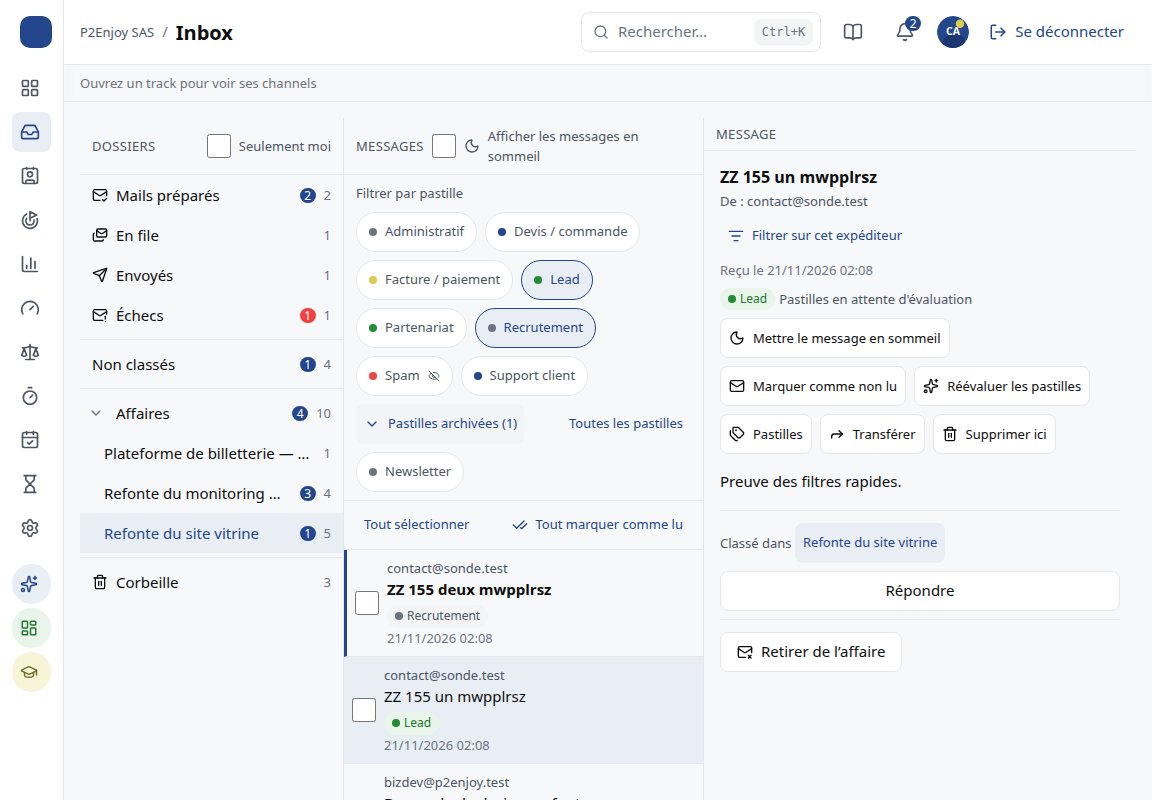 P2Enjoy SAS / Inbox
Rechercher... Ctrl+K
2
CA
Se déconnecter
Ouvrez un track pour voir ses channels
DOSSIERS
Seulement moi
Mails préparés 2 2
En file 1
Envoyés 1
Échecs 1 1
Non classés 1 4
Affaires 4 10
Plateforme de billetterie — ... 1
Refonte du monitoring ... 3 4
Refonte du site vitrine 1 5
Corbeille 3
MESSAGES
Afficher les messages en
sommeil
Filtrer par pastille
Administratif
Devis / commande
Facture / paiement
Lead
Partenariat
Recrutement
Spam
Support client
Pastilles archivées (1)
Toutes les pastilles
Newsletter
Tout sélectionner
Tout marquer comme lu
contact@sonde.test
ZZ 155 deux mwpplrsz
Recrutement
21/11/2026 02:08
contact@sonde.test
ZZ 155 un mwpplrsz
Lead
21/11/2026 02:08
bizdev@p2enjoy.test
MESSAGE
ZZ 155 un mwpplrsz
De : contact@sonde.test
Filtrer sur cet expéditeur
Reçu le 21/11/2026 02:08
Lead Pastilles en attente d'évaluation
Mettre le message en sommeil
Marquer comme non lu
Réévaluer les pastilles
Pastilles
Transférer
Supprimer ici
Preuve des filtres rapides.
Classé dans Refonte du site vitrine
Répondre
Retirer de l’affaire